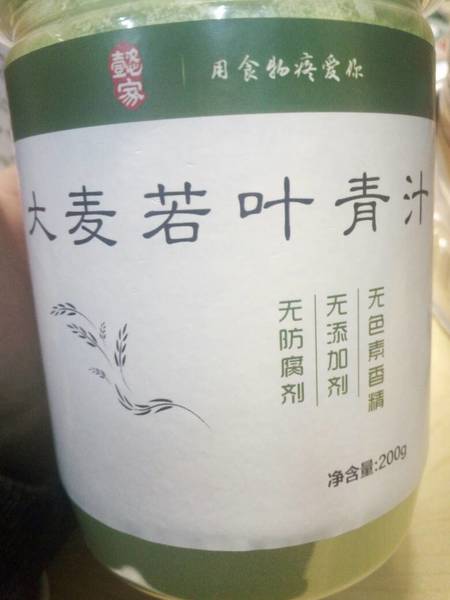 懿家
用食物疼爱你
大麦若叶青汁
无色素香精
无添加剂
无防腐剂
净含量:200g